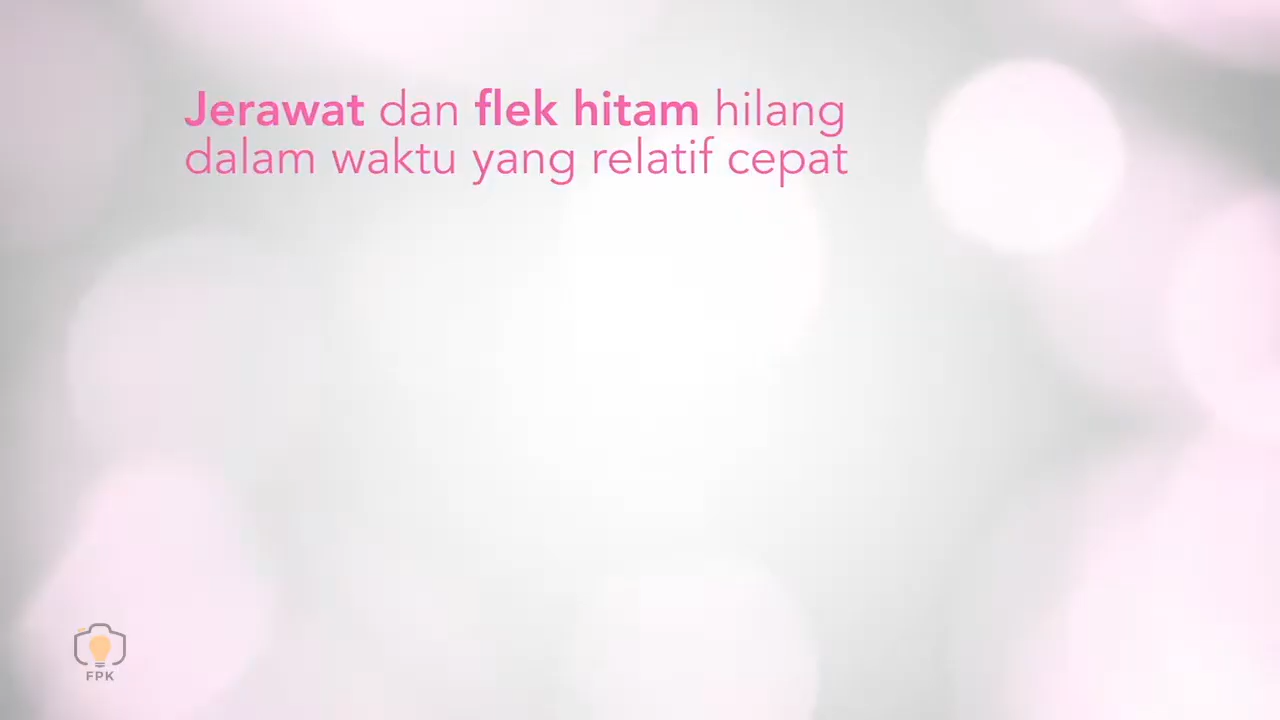 Jerawat dan flek hitam hilang
dalam waktu yang relatif cepat
FPK